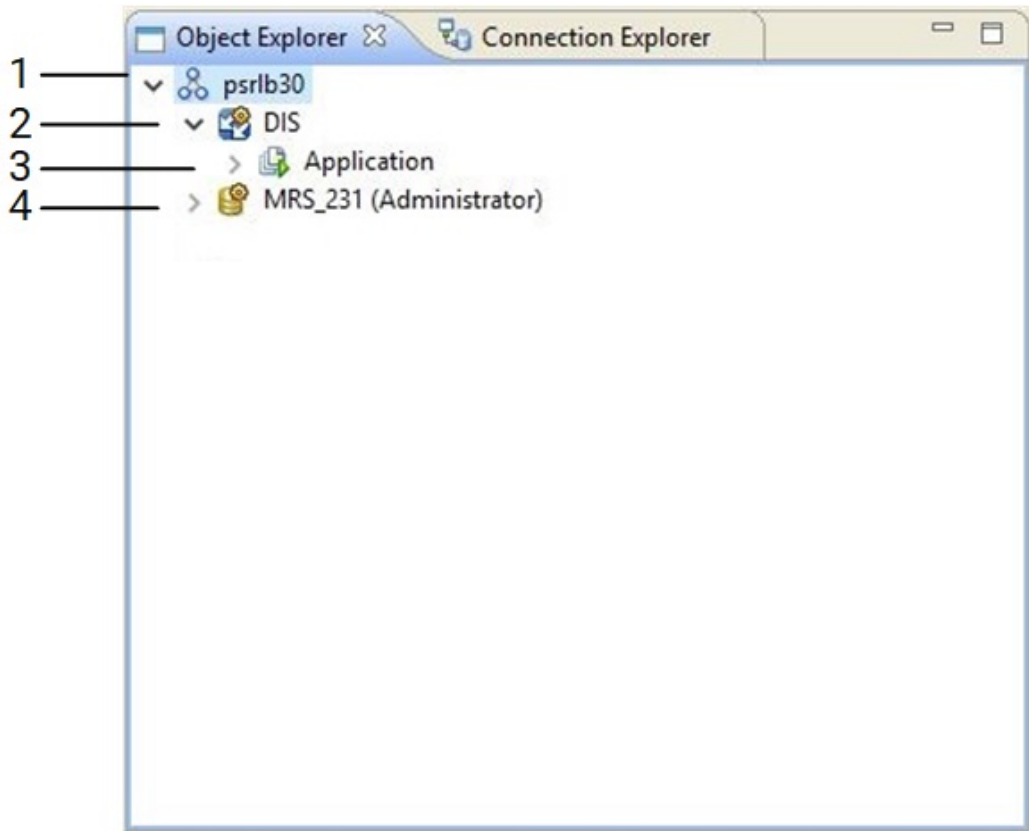 Object Explorer Connection Explorer
1 psrlb30
2 DIS
3 Application
4 MRS_231 (Administrator)